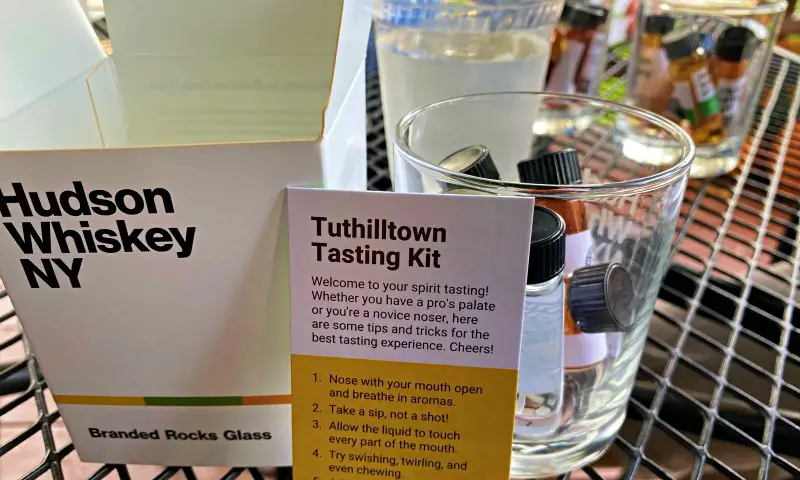 Hudson
Whiskey
NY
Branded Rocks Glass
Tuthilltown
Tasting Kit
Welcome to your spirit tasting!
Whether you have a pro's palate
or you're a novice noser, here
are some tips and tricks for the
best tasting experience. Cheers!
1. Nose with your mouth open
and breathe in aromas.
2. Take a sip, not a shot!
3. Allow the liquid to touch
every part of the mouth.
4. Try swishing, twirling, and
even chewing.